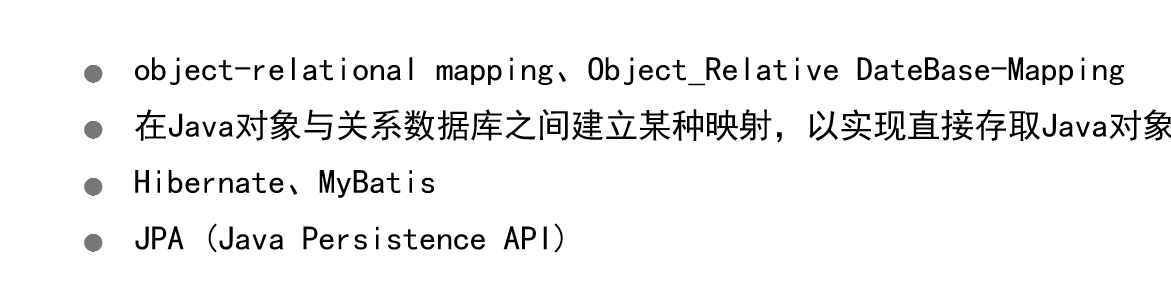 object-relational mapping、Object_Relative DateBase-Mapping
在Java对象与关系数据库之间建立某种映射，以实现直接存取Java对象
Hibernate、MyBatis
JPA (Java Persistence API)